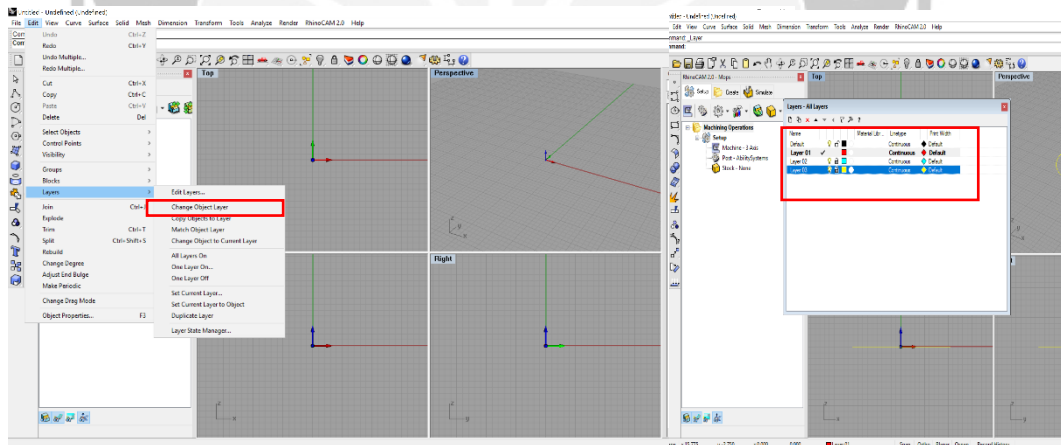 Untitled - Undefined (Undefined)
File Edit View Curve Surface Solid Mesh Dimension Transform Tools Analyze Render RhinoCAM 2.0 Help
Undo Ctrl+Z
Redo Ctrl+Y
Undo Multiple...
Redo Multiple...
Cut Ctrl+X
Copy Ctrl+C
Paste Ctrl+V
Delete Del
Select Objects
Control Points
Visibility
Groups
Blocks
Layers
Join
Explode
Trim Ctrl+T
Split Ctrl+Shift+S
Rebuild
Change Degree
Adjust End Bulge
Make Periodic
Change Drag Mode
Object Properties... F3
Edit Layers...
Change Object Layer
Copy Objects to Layer
Match Object Layer
Change Object to Current Layer
All Layers On
One Layer On...
One Layer Off
Set Current Layer...
Set Current Layer to Object
Duplicate Layer
Layer State Manager...
Top
Perspective
Right
Edit View Curve Surface Solid Mesh Dimension Transform Tools Analyze Render RhinoCAM 2.0 Help
RhinoCAM 2.0 - Mops
Setup Create Simulate
Machining Operations
Setup
Machine - 3 Axis
Post - AbilitySystems
Stock - None
Top
Perspective
Layers - All Layers
Name Material Lib... Linetype Print Width
Default Continuous Default
Layer 01 Continuous Default
Layer 02 Continuous Default
Layer 03 Continuous Default